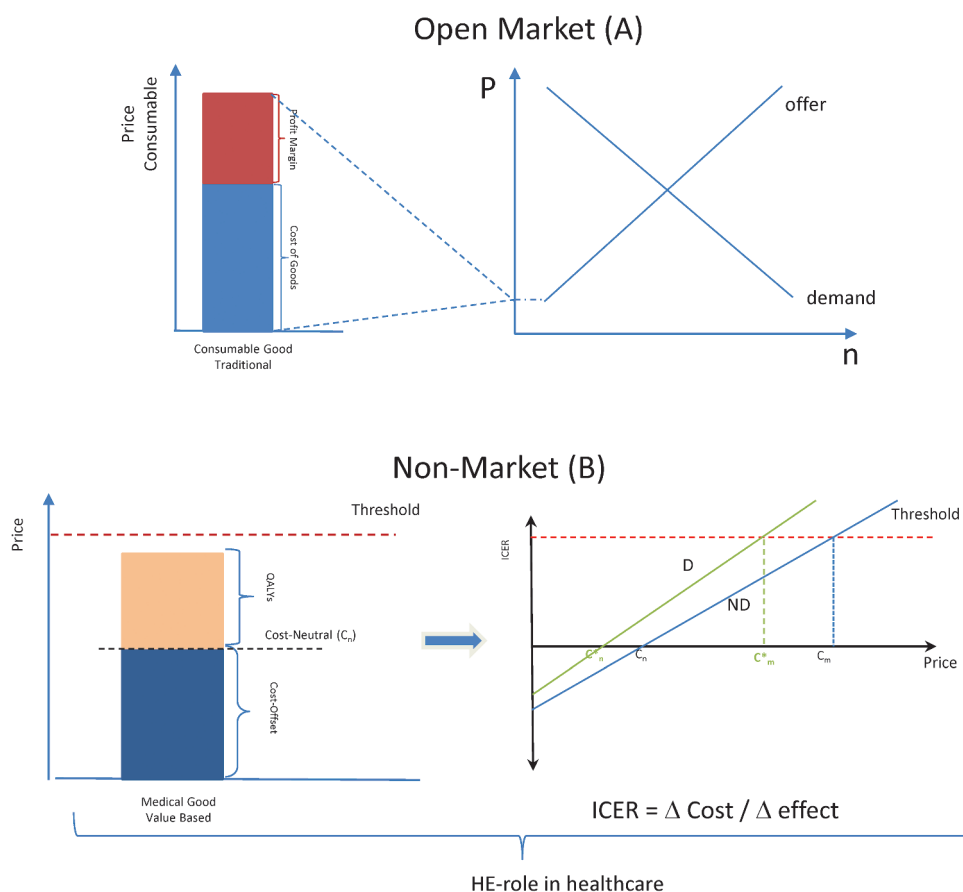 Open Market (A)
Price
Consumable
Profit Margin
Cost of Goods
Consumable Good
Traditional
P
offer
demand
n
Non-Market (B)
Price
Threshold
QALYs
Cost-Neutral (Cn)
Cost-Offset
Medical Good
Value Based
ICER
Threshold
D
ND
C*n
Cn
C*m
Cm
Price
ICER = Δ Cost / Δ effect
HE-role in healthcare